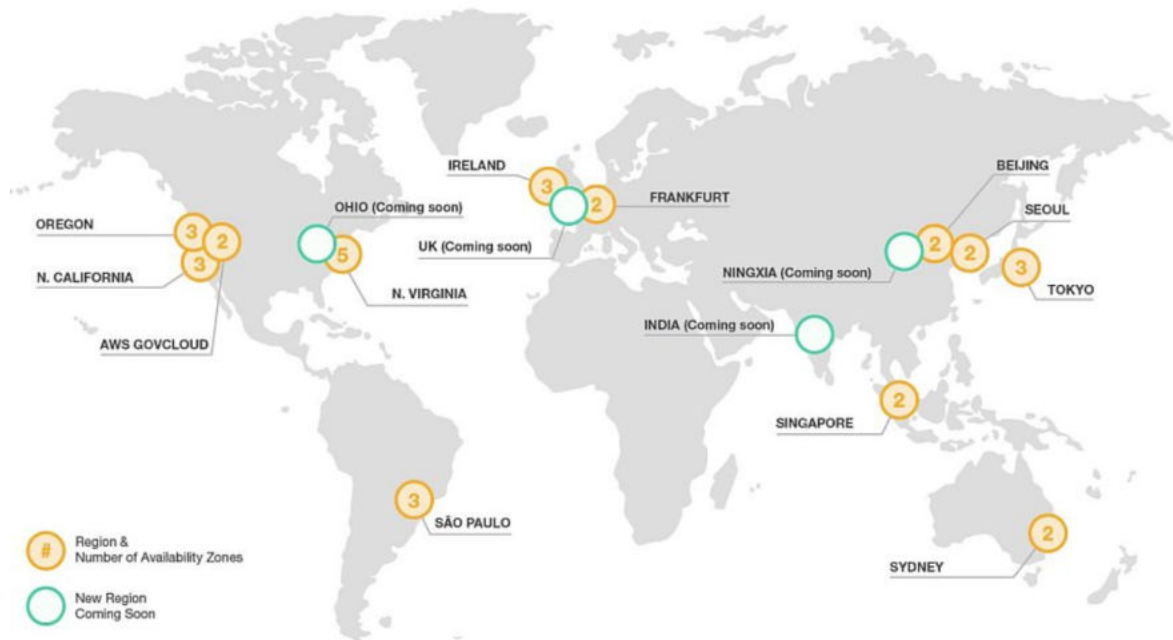 IRELAND
3
2
FRANKFURT
BEIJING
SEOUL
OHIO (Coming soon)
OREGON
3
2
UK (Coming soon)
2
2
5
N. CALIFORNIA
3
NINGXIA (Coming soon)
3
N. VIRGINIA
TOKYO
AWS GOVCLOUD
INDIA (Coming soon)
2
SINGAPORE
3
SÃO PAULO
2
SYDNEY
#
Region &
Number of Availability Zones
New Region
Coming Soon